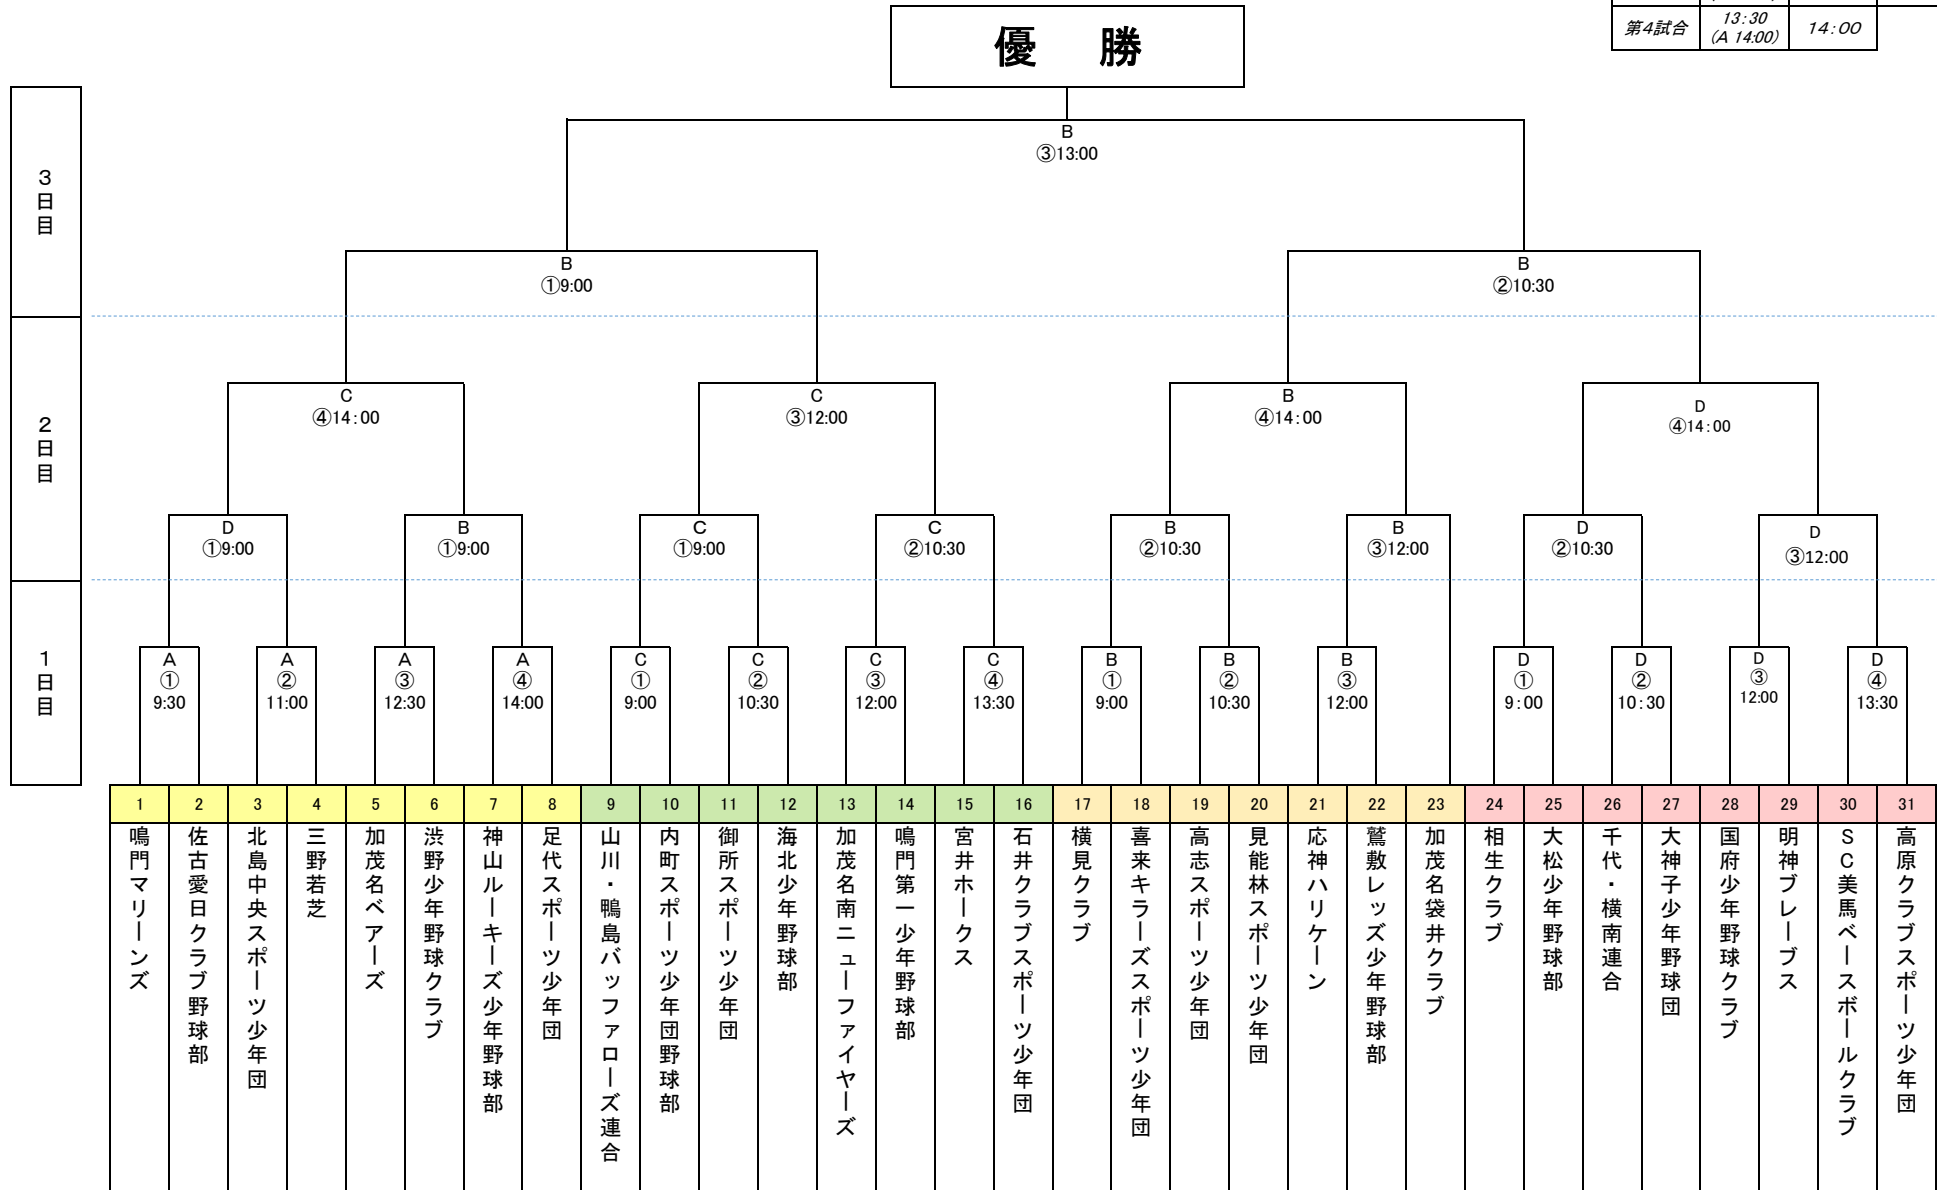 第4試合 13:30 14:00
(A 14:00)
優　勝
B
③13:00
3日目
B B
①9:00 ②10:30
2日目
C C B D
④14:00 ③12:00 ④14:00 ④14:00
D B C C B B D D
①9:00 ①9:00 ①9:00 ②10:30 ②10:30 ③12:00 ②10:30 ③12:00
1日目
A A A A C C C C B B B D D D D
① ② ③ ④ ① ② ③ ④ ① ② ③ ① ② ③ ④
9:30 11:00 12:30 14:00 9:00 10:30 12:00 13:30 9:00 10:30 12:00 9:00 10:30 12:00 13:30
1 2 3 4 5 6 7 8 9 10 11 12 13 14 15 16 17 18 19 20 21 22 23 24 25 26 27 28 29 30 31
鳴門マリーンズ
佐古愛日クラブ野球部
北島中央スポーツ少年団
三野若芝
加茂名ベアーズ
渋野少年野球クラブ
神山ルーキーズ少年野球部
足代スポーツ少年団
山川・鴨島バッファローズ連合
内町スポーツ少年団野球部
御所スポーツ少年団
海北少年野球部
加茂名南ニューファイヤーズ
鳴門第一少年野球部
宮井ホークス
石井クラブスポーツ少年団
横見クラブ
喜来キラーズスポーツ少年団
高志スポーツ少年団
見能林スポーツ少年団
応神ハリケーン
鷲敷レッズ少年野球部
加茂名袋井クラブ
相生クラブ
大松少年野球部
千代・横南連合
大神子少年野球団
国府少年野球クラブ
明神ブレーブス
SC美馬ベースボールクラブ
高原クラブスポーツ少年団